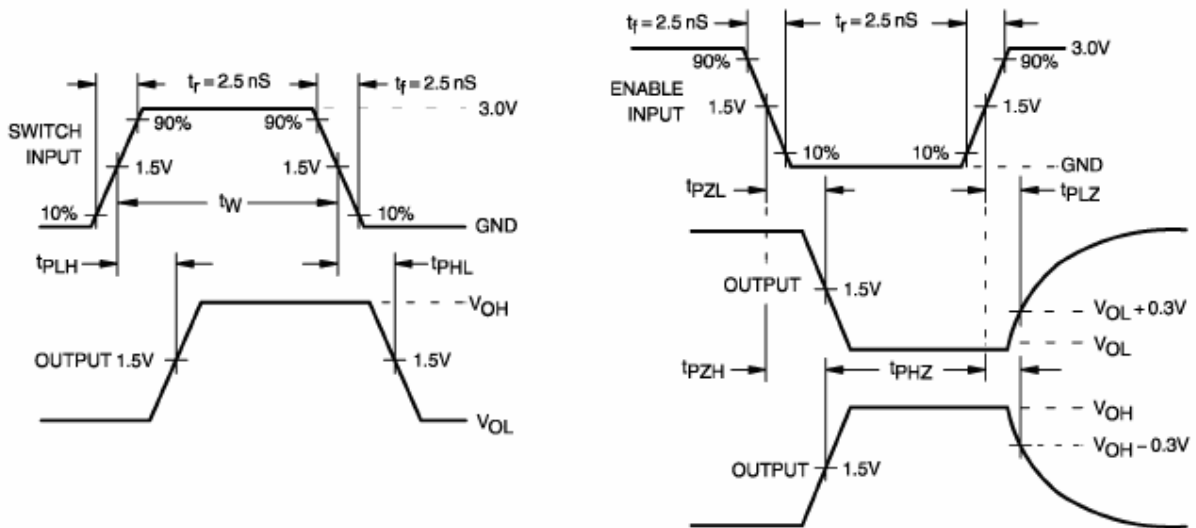 tr = 2.5 nS
tf = 2.5 nS
3.0V
SWITCH
INPUT
90%
90%
1.5V
1.5V
10%
tW
10%
GND
tPLH
tPHL
VOH
OUTPUT 1.5V
1.5V
VOL
tf = 2.5 nS
tr = 2.5 nS
3.0V
90%
90%
ENABLE
INPUT
1.5V
1.5V
10%
10%
GND
tPZL
tPLZ
OUTPUT
1.5V
VOL + 0.3V
VOL
tPZH
tPHZ
VOH
VOH – 0.3V
OUTPUT
1.5V